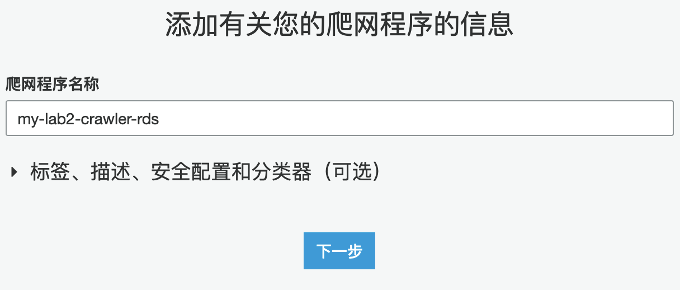 添加有关您的爬网程序的信息
爬网程序名称
my-lab2-crawler-rds
标签、描述、安全配置和分类器（可选）
下一步